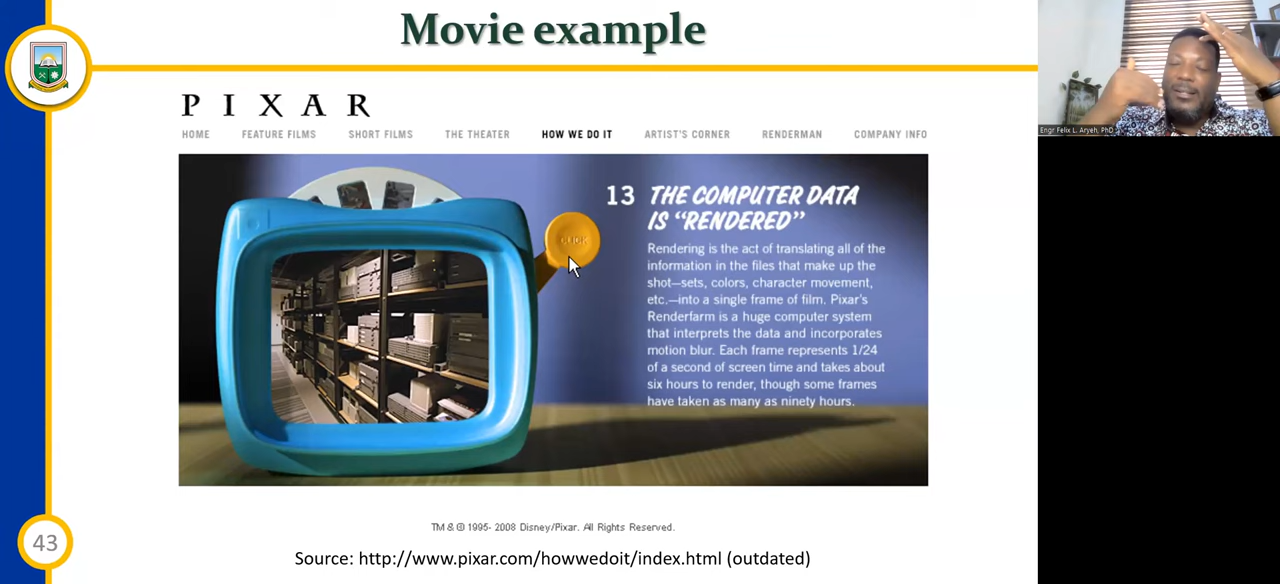 Movie example
Engr Felix L. Aryeh, PhD
PIXAR
HOME FEATURE FILMS SHORT FILMS THE THEATER HOW WE DO IT ARTIST'S CORNER RENDERMAN COMPANY INFO
13 THE COMPUTER DATA
IS "RENDERED"
CLICK
Rendering is the act of translating all of the
information in the files that make up the
shot—sets, colors, character movement,
etc.—into a single frame of film. Pixar's
Renderfarm is a huge computer system
that interprets the data and incorporates
motion blur. Each frame represents 1/24
of a second of screen time and takes about
six hours to render, though some frames
have taken as many as ninety hours.
TM & © 1995- 2008 Disney/Pixar. All Rights Reserved.
43
Source: http://www.pixar.com/howwedoit/index.html (outdated)